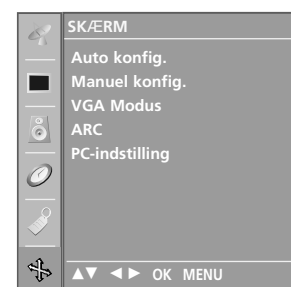 SKÆRM
Auto konfig.
Manuel konfig.
VGA Modus
ARC
PC-indstilling
▲▼ ◄► OK MENU